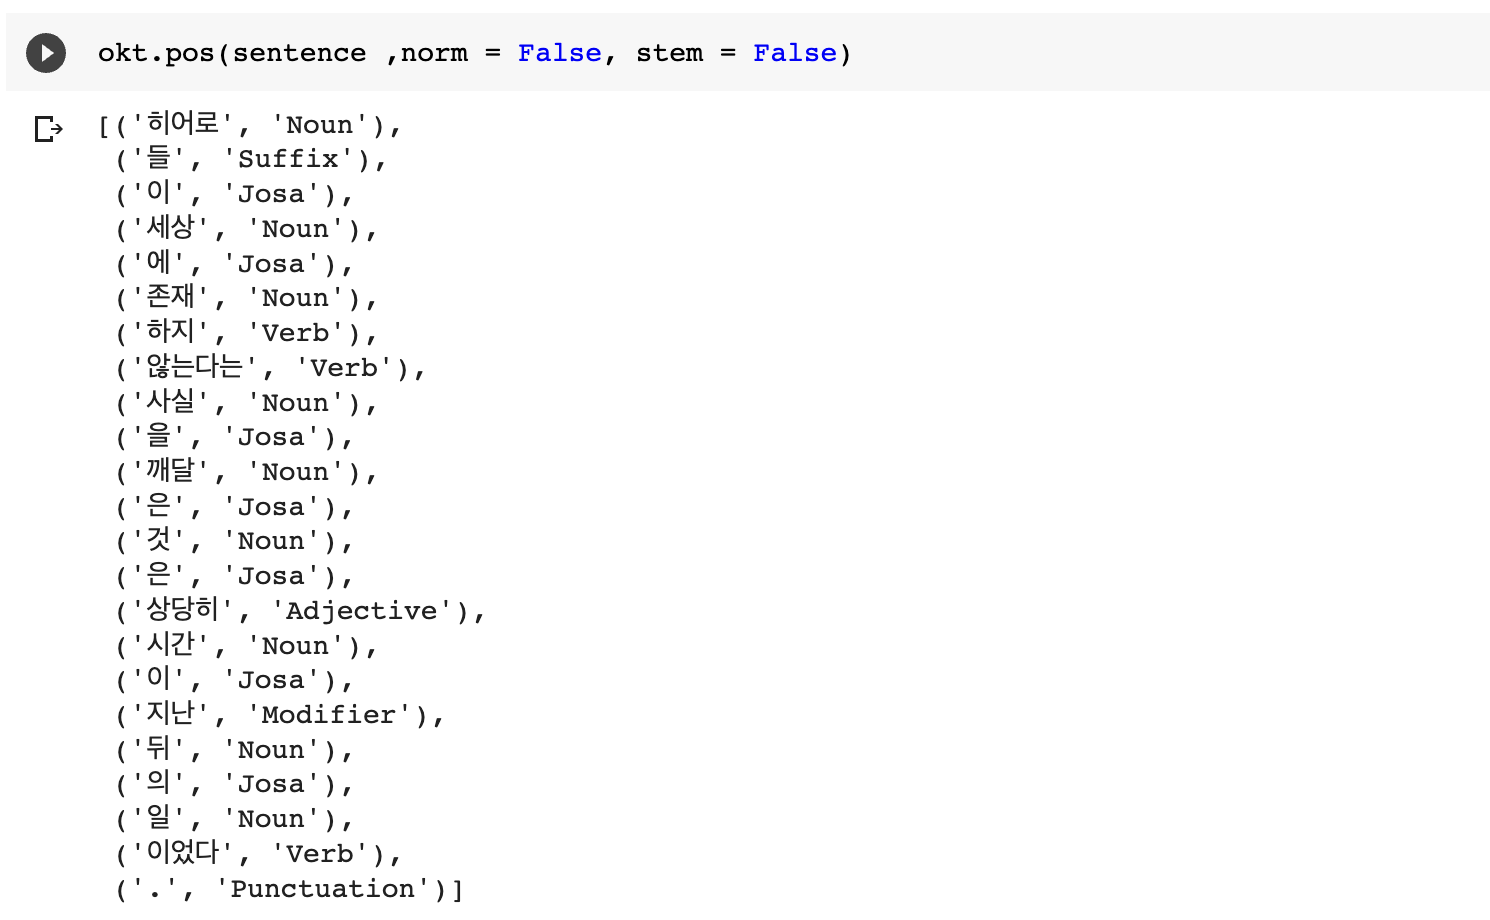 okt.pos(sentence ,norm = False, stem = False)
[('히어로', 'Noun'),
('들', 'Suffix'),
('이', 'Josa'),
('세상', 'Noun'),
('에', 'Josa'),
('존재', 'Noun'),
('하지', 'Verb'),
('않는다는', 'Verb'),
('사실', 'Noun'),
('을', 'Josa'),
('깨달', 'Noun'),
('은', 'Josa'),
('것', 'Noun'),
('은', 'Josa'),
('상당히', 'Adjective'),
('시간', 'Noun'),
('이', 'Josa'),
('지난', 'Modifier'),
('뒤', 'Noun'),
('의', 'Josa'),
('일', 'Noun'),
('이었다', 'Verb'),
('.', 'Punctuation')]